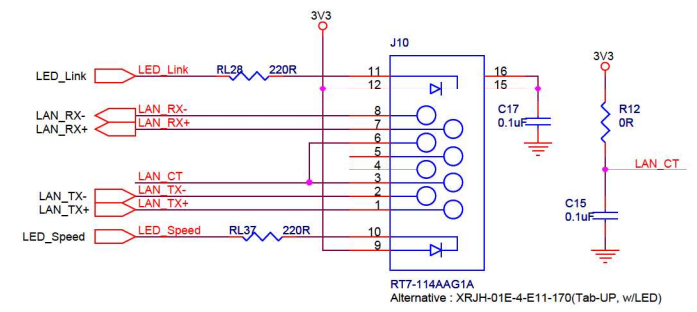 3V3
J10
LED_Link LED_Link RL28 220R 11 16
12 15
3V3
LAN_RX- LAN_RX- 8
LAN_RX+ LAN_RX+ 7
C17
0.1uF
R12
0R
6
5
4
LAN_CT 3
LAN_CT
LAN_TX- LAN_TX- 2
LAN_TX+ LAN_TX+ 1
C15
0.1uF
LED_Speed LED_Speed RL37 220R 10
9
RT7-114AAG1A
Alternative : XRJH-01E-4-E11-170(Tab-UP, w/LED)